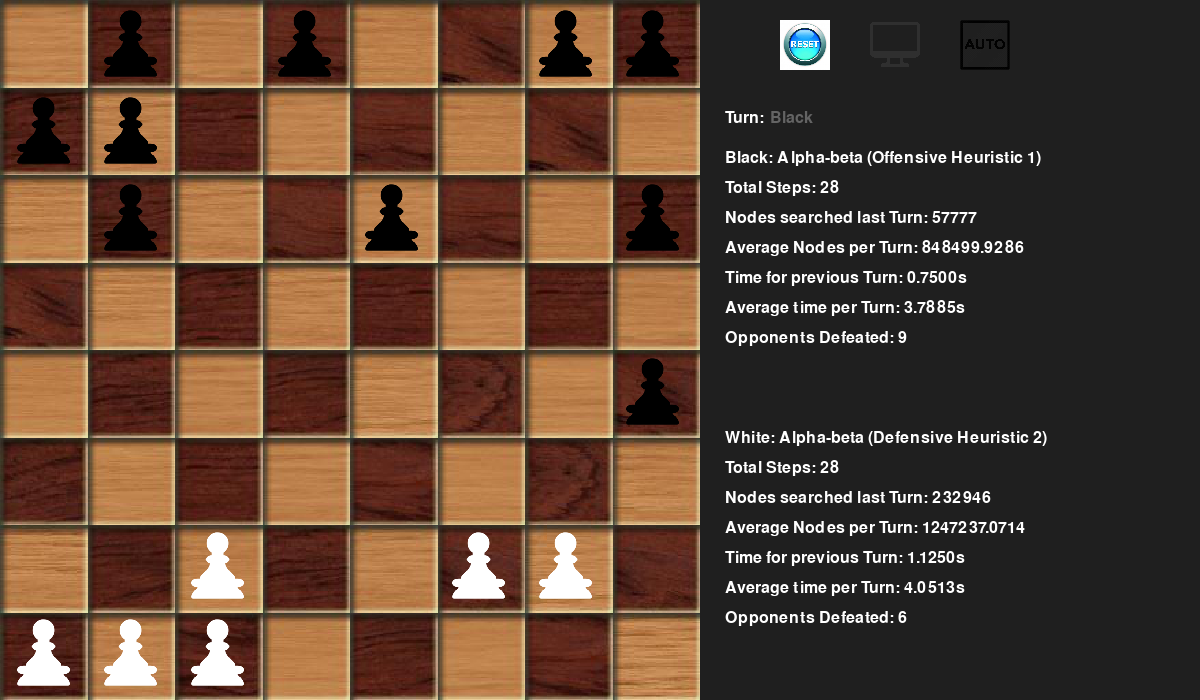 RESET
AUTO
Turn: Black
Black: Alpha-beta (Offensive Heuristic 1)
Total Steps: 28
Nodes searched last Turn: 57777
Average Nodes per Turn: 848499.9286
Time for previous Turn: 0.7500s
Average time per Turn: 3.7885s
Opponents Defeated: 9
White: Alpha-beta (Defensive Heuristic 2)
Total Steps: 28
Nodes searched last Turn: 232946
Average Nodes per Turn: 1247237.0714
Time for previous Turn: 1.1250s
Average time per Turn: 4.0513s
Opponents Defeated: 6